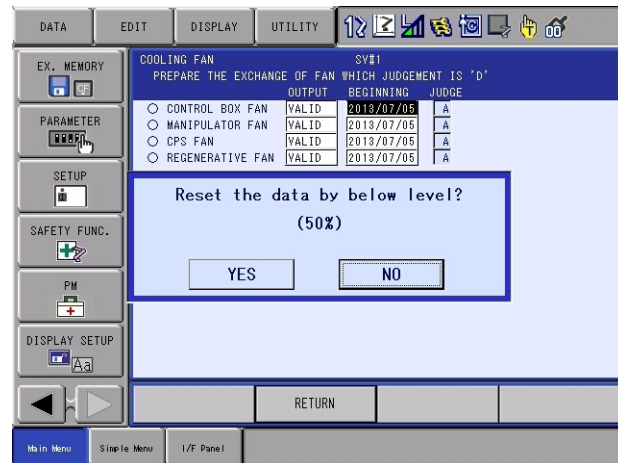 DATA EDIT DISPLAY UTILITY
EX. MEMORY
CF
PARAMETER
SETUP
SAFETY FUNC.
PM
DISPLAY SETUP
Aa
COOLING FAN SV#1
PREPARE THE EXCHANGE OF FAN WHICH JUDGEMENT IS 'D'
OUTPUT BEGINNING JUDGE
CONTROL BOX FAN VALID 2013/07/05 A
MANIPULATOR FAN VALID 2013/07/05 A
CPS FAN VALID 2013/07/05 A
REGENERATIVE FAN VALID 2013/07/05 A
Reset the data by below level?
(50%)
YES NO
RETURN
Main Menu Simple Menu I/F Panel